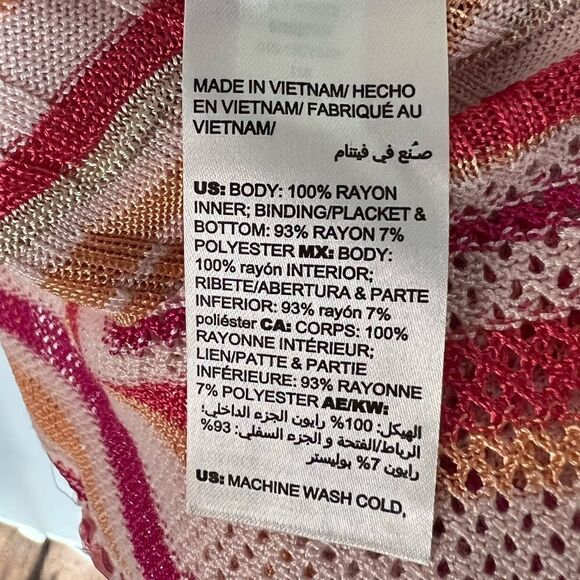 MADE IN VIETNAM/ HECHO
EN VIETNAM/ FABRIQUÉ AU
VIETNAM/
صُنع في فيتنام
US: BODY: 100% RAYON
INNER; BINDING/PLACKET &
BOTTOM: 93% RAYON 7%
POLYESTER MX: BODY:
100% rayón INTERIOR;
RIBETE/ABERTURA & PARTE
INFERIOR: 93% rayón 7%
poliéster CA: CORPS: 100%
RAYONNE INTÉRIEUR;
LIEN/PATTE & PARTIE
INFÉRIEURE: 93% RAYONNE
7% POLYESTER AE/KW:
الهيكل: 100% رايون الجزء الداخلي؛
الرباط/الفتحة و الجزء السفلي: 93%
رايون 7% بوليستر
US: MACHINE WASH COLD,